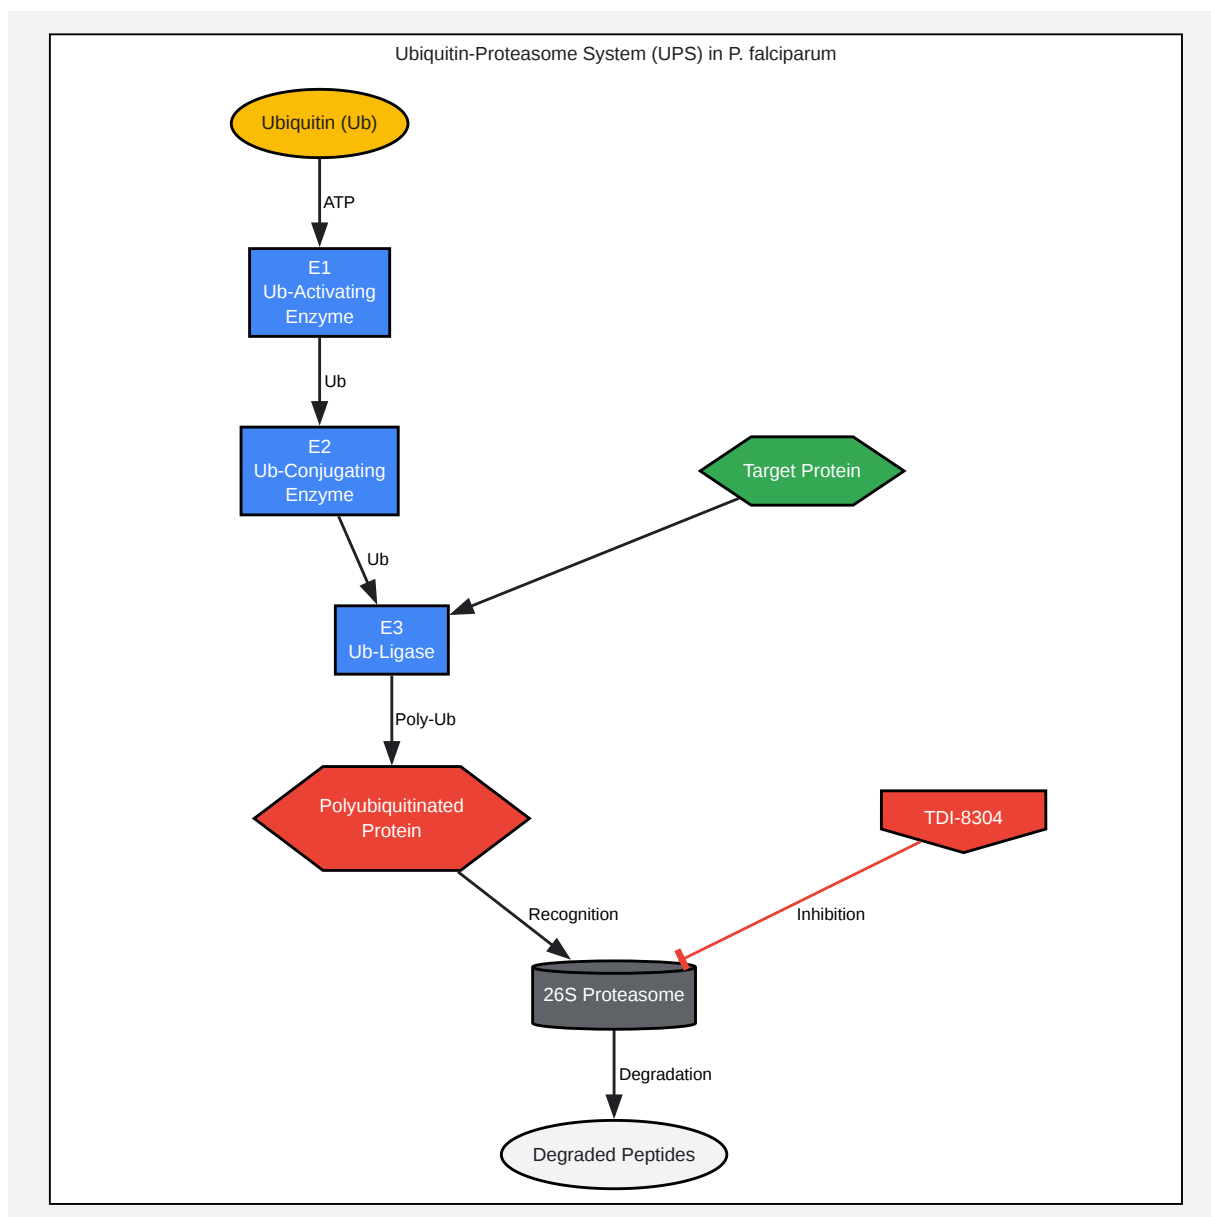 Ubiquitin-Proteasome System (UPS) in P. falciparum
Ubiquitin (Ub)
ATP
E1
Ub-Activating
Enzyme
Ub
E2
Ub-Conjugating
Enzyme
Target Protein
Ub
E3
Ub-Ligase
Poly-Ub
Polyubiquitinated
Protein
TDI-8304
Recognition
Inhibition
26S Proteasome
Degradation
Degraded Peptides